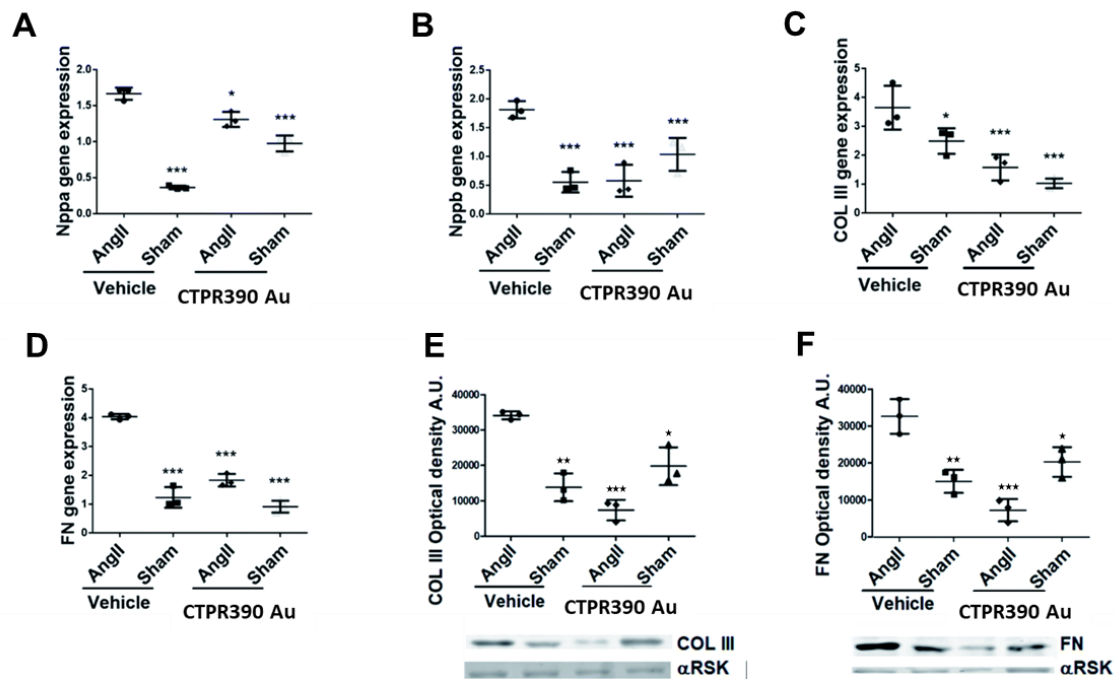 A
Nppa gene expression
2.0
1.5
1.0
0.5
0.0
*
***
***
AngII
Sham
AngII
Sham
Vehicle
CTPR390 Au
B
Nppb gene expression
2.5
2.0
1.5
1.0
0.5
0.0
***
***
***
AngII
Sham
AngII
Sham
Vehicle
CTPR390 Au
C
COL III gene expression
5
4
3
2
1
0
*
***
***
AngII
Sham
AngII
Sham
Vehicle
CTPR390 Au
D
FN gene expression
5
4
3
2
1
0
***
***
***
AngII
Sham
AngII
Sham
Vehicle
CTPR390 Au
E
COL III Optical density A.U.
40000
30000
20000
10000
0
**
***
*
AngII
Sham
AngII
Sham
Vehicle
CTPR390 Au
COL III
αRSK
F
FN Optical density A.U.
40000
30000
20000
10000
0
**
***
*
AngII
Sham
AngII
Sham
Vehicle
CTPR390 Au
FN
αRSK